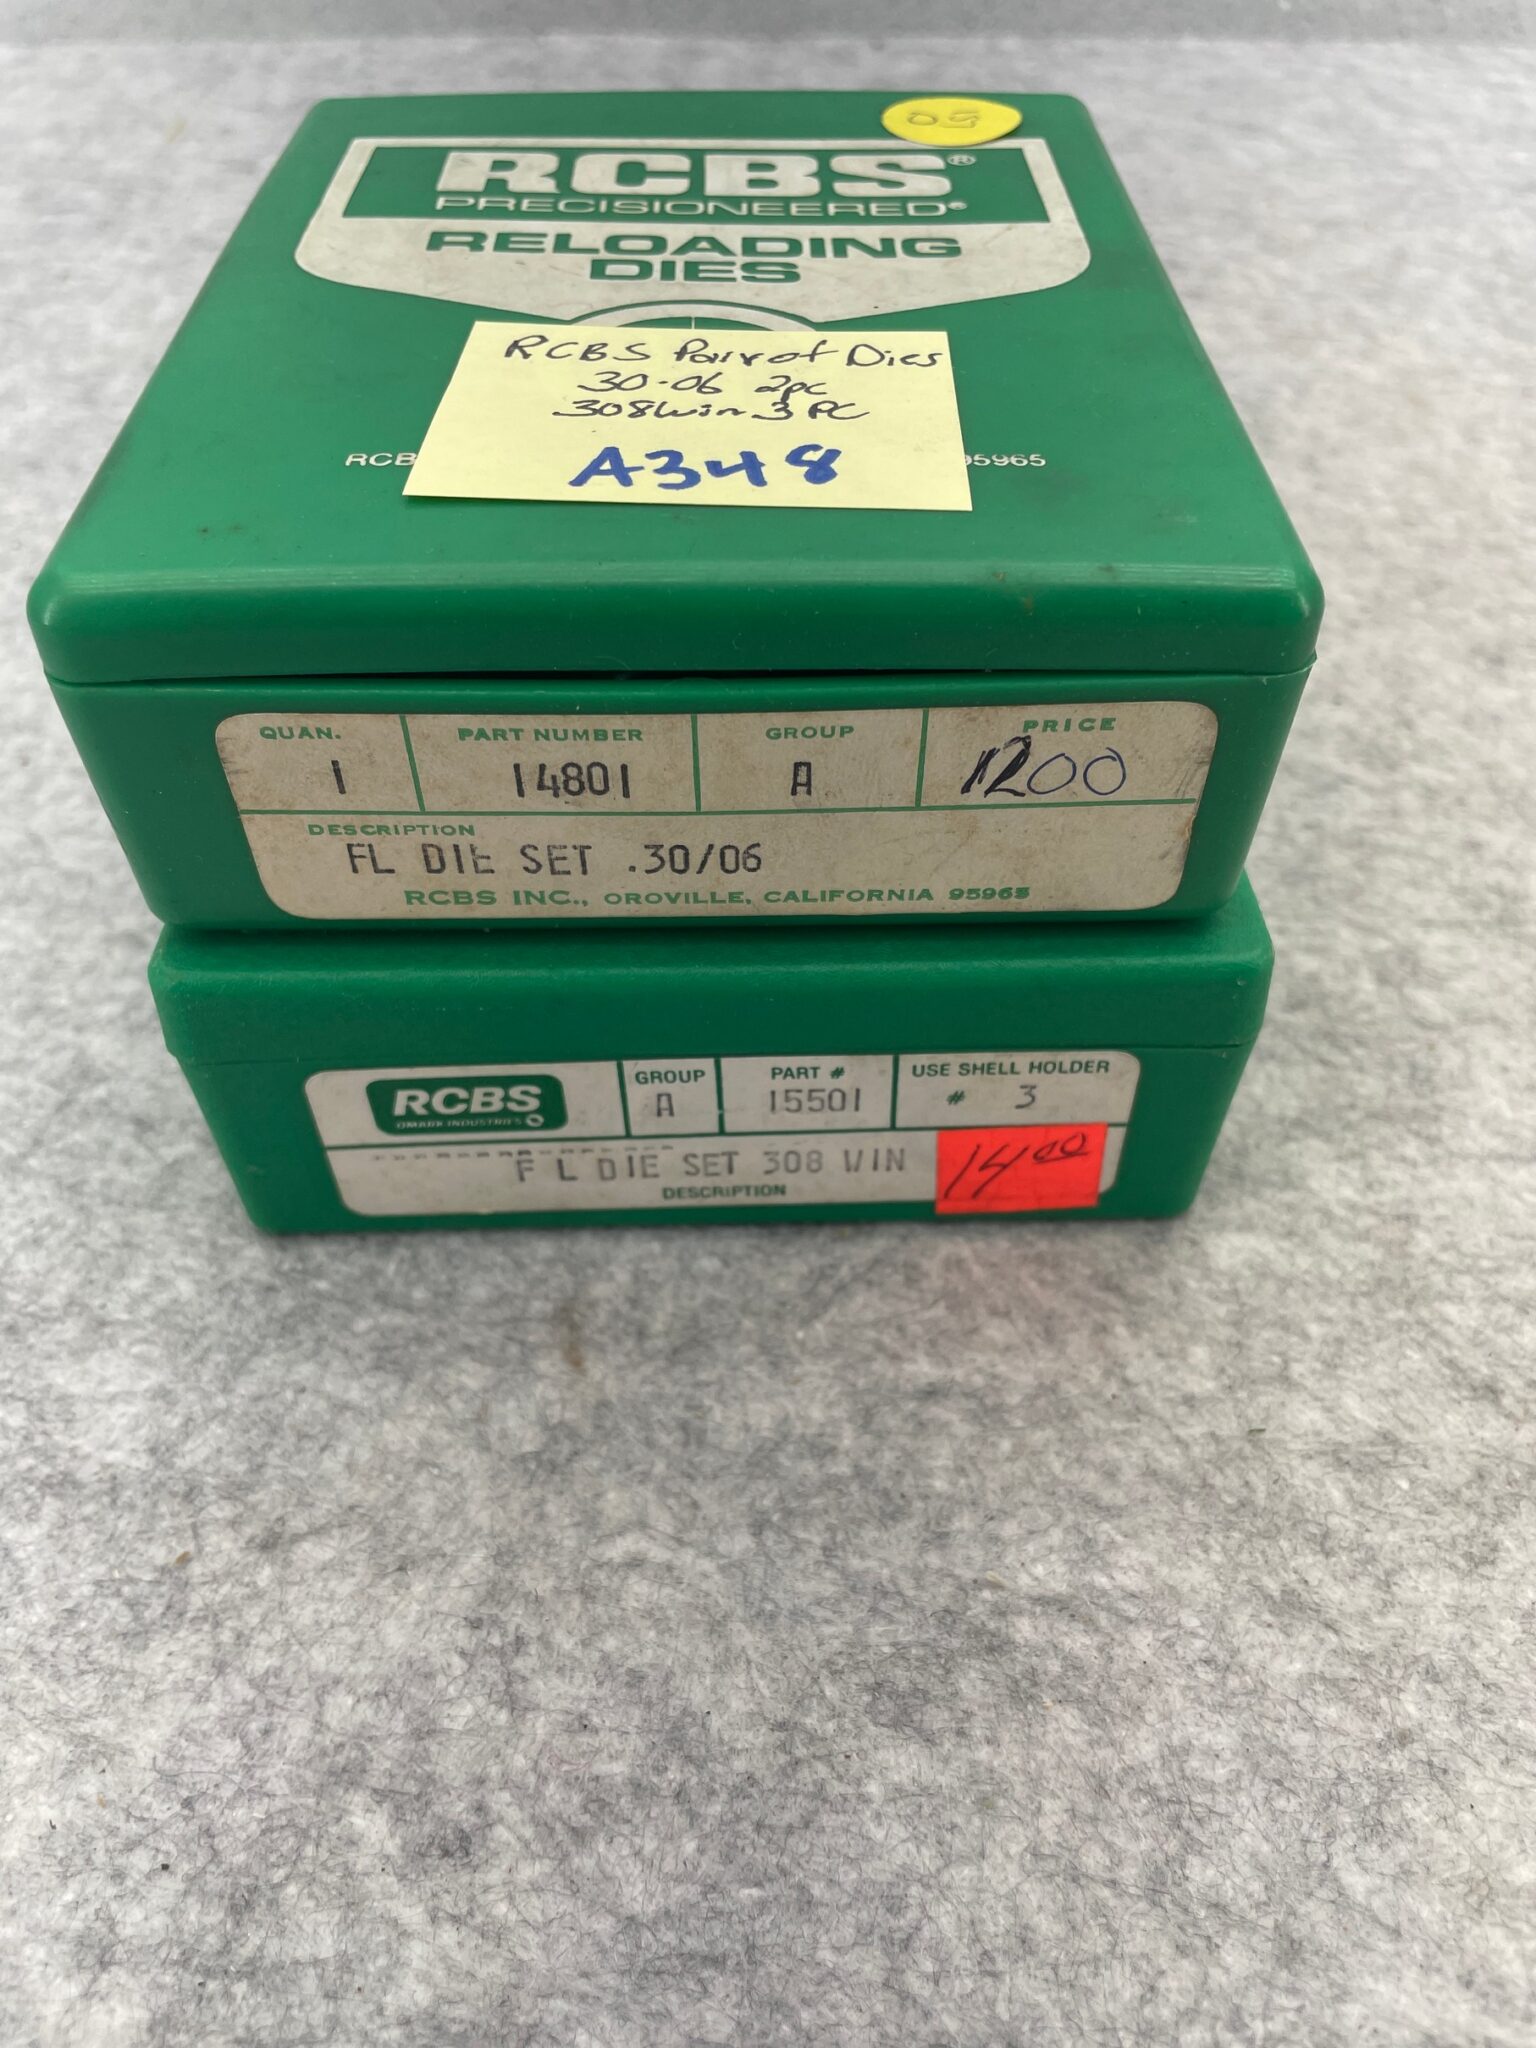 05
RCBS®
PRECISIONEERED®
RELOADING
DIES
RCBS Pair of Dies
30-06 2pc
308 Win 3 PC
A348
RCB 95965
QUAN. PART NUMBER GROUP PRICE
1 14801 A 1200
DESCRIPTION
FL DIE SET .30/06
RCBS INC., OROVILLE, CALIFORNIA 95965
RCBS GROUP PART # USE SHELL HOLDER
OMARK INDUSTRIES A 15501 # 3
F L DIE SET 308 WIN 14.00
DESCRIPTION